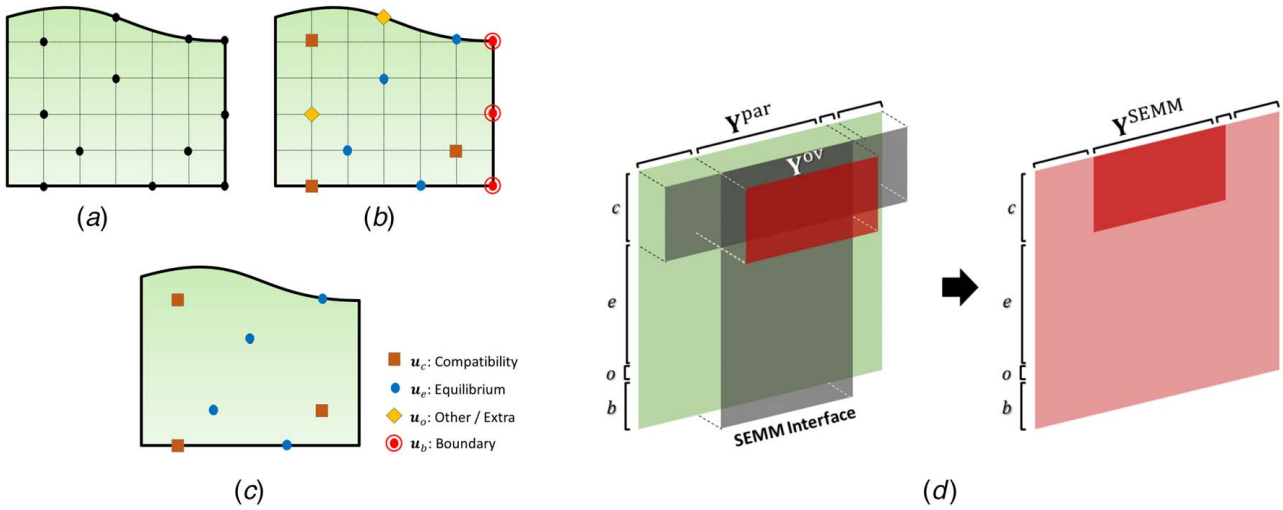 (a)
(b)
(c)
u_c: Compatibility
u_e: Equilibrium
u_o: Other / Extra
u_b: Boundary
Y^par
Y^ov
c
e
o
b
SEMM Interface
Y^SEMM
c
e
o
b
(d)